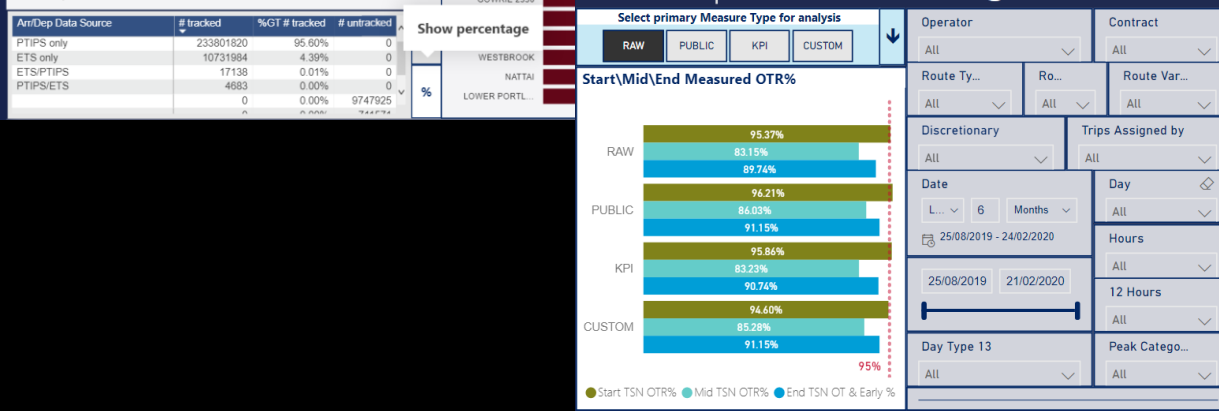 Arr/Dep Data Source # tracked %GT # tracked # untracked
PTIPS only 233801820 95.60% 0
ETS only 10731984 4.39% 0
ETS/PTIPS 17138 0.01% 0
PTIPS/ETS 4683 0.00% 0
0 0.00% 9747925
Show percentage
%
WESTBROOK
NATTAI
LOWER PORTL...
Select primary Measure Type for analysis
RAW PUBLIC KPI CUSTOM
Start\Mid\End Measured OTR%
RAW
95.37%
83.15%
89.74%
PUBLIC
96.21%
86.03%
91.15%
KPI
95.86%
83.23%
90.74%
CUSTOM
94.60%
85.28%
91.15%
95%
Start TSN OTR% Mid TSN OTR% End TSN OT & Early %
Operator
All
Contract
All
Route Ty...
All
Ro...
All
Route Var...
All
Discretionary
All
Trips Assigned by
All
Date
L... 6 Months
25/08/2019 - 24/02/2020
Day
All
Hours
All
25/08/2019 21/02/2020
12 Hours
All
Day Type 13
All
Peak Catego...
All